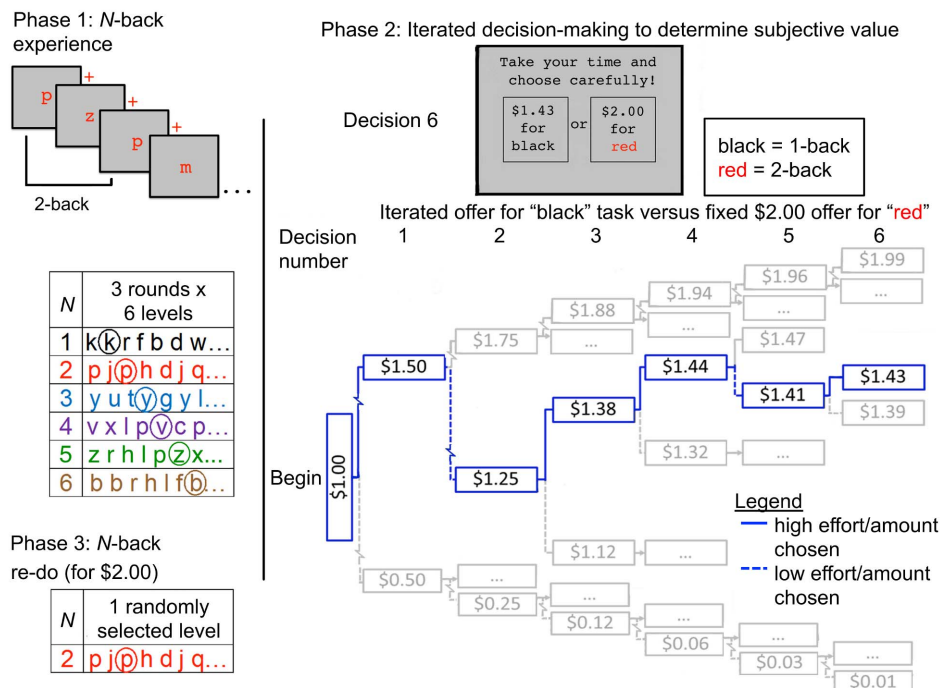 Phase 1: N-back
experience
p
+
z
+
p
+
m
...
2-back
N
3 rounds x
6 levels
1 k k r f b d w...
2 p j p h d j q...
3 y u t y g y l...
4 v x l p v c p...
5 z r h l p z x...
6 b b r h l f b...
Phase 3: N-back
re-do (for $2.00)
N
1 randomly
selected level
2 p j p h d j q...
Phase 2: Iterated decision-making to determine subjective value
Decision 6
Take your time and
choose carefully!
$1.43
for
black
or
$2.00
for
red
black = 1-back
red = 2-back
Iterated offer for “black” task versus fixed $2.00 offer for “red”
Decision
number
1 2 3 4 5 6
$1.99
$1.96
...
$1.94
...
$1.88
...
$1.75
...
$1.47
$1.50
$1.44
$1.43
$1.41
$1.38
$1.39
$1.32
...
Begin
$1.00
$1.25
$1.12
...
$0.50
...
$0.25
...
$0.12
...
$0.06
...
$0.03
...
$0.01
Legend
high effort/amount
chosen
low effort/amount
chosen